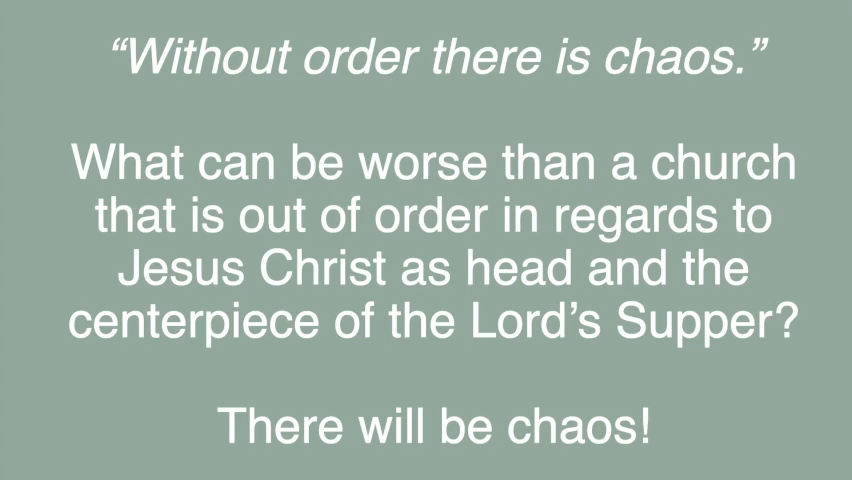 “Without order there is chaos.”
What can be worse than a church
that is out of order in regards to
Jesus Christ as head and the
centerpiece of the Lord’s Supper?
There will be chaos!